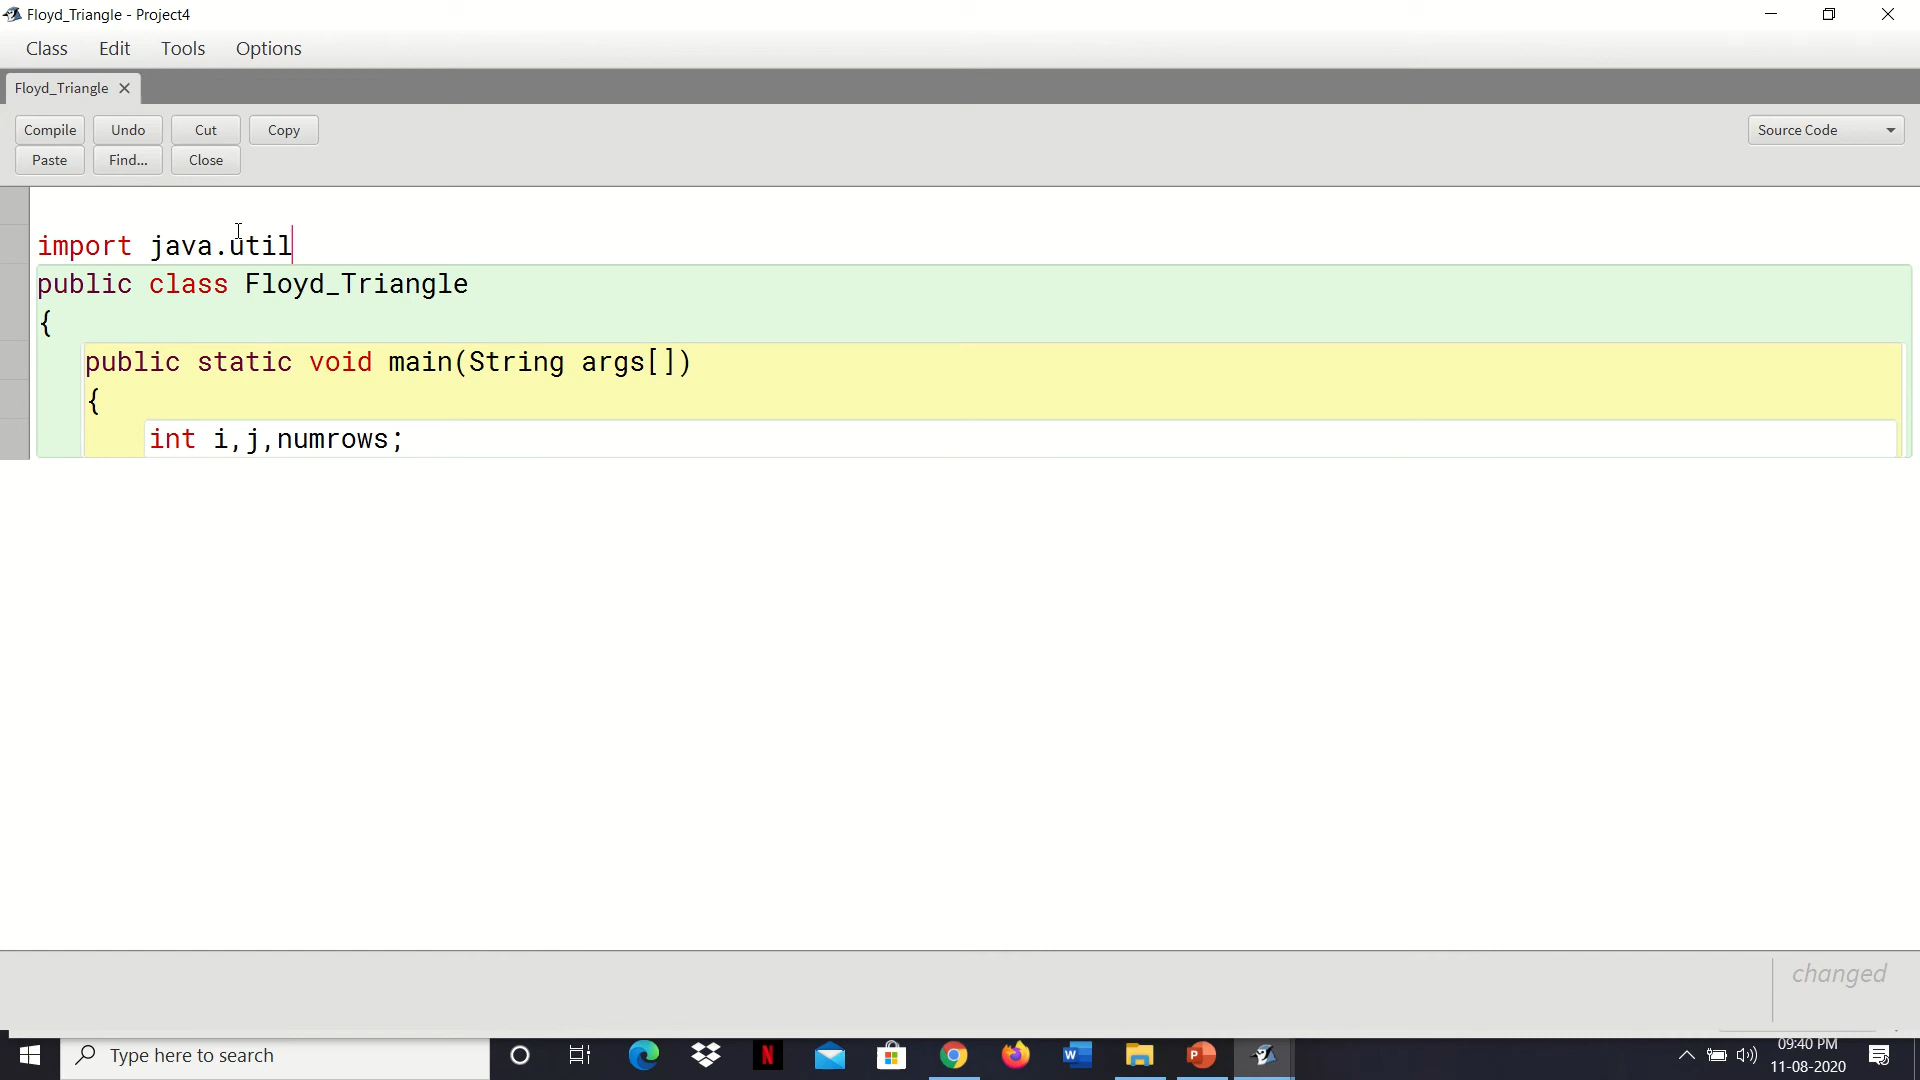 Floyd_Triangle - Project4
Class Edit Tools Options
Floyd_Triangle
Compile Undo Cut Copy Source Code
Paste Find... Close
import java.util
public class Floyd_Triangle
{
public static void main(String args[])
{
int i,j,numrows;
changed
Type here to search
09:40 PM
11-08-2020